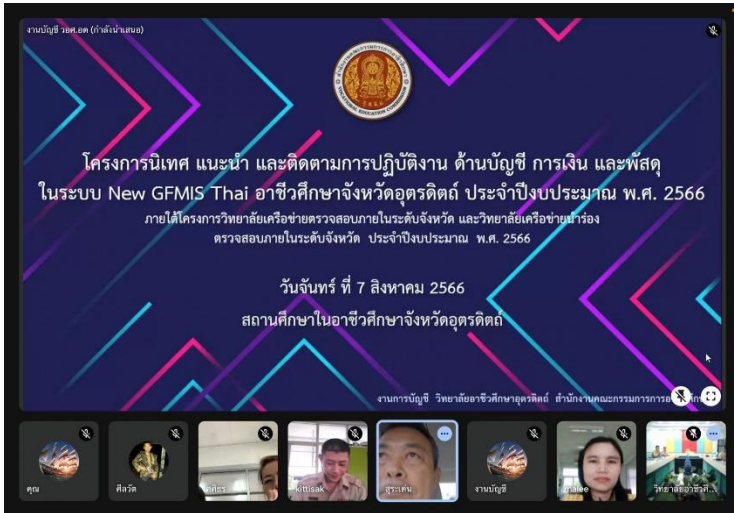 งานบัญชี วอศ.อต (กำลังนำเสนอ)
โครงการนิเทศ แนะนำ และติดตามการปฏิบัติงาน ด้านบัญชี การเงิน และพัสดุ
ในระบบ New GFMIS Thai อาชีวศึกษาจังหวัดอุตรดิตถ์ ประจำปีงบประมาณ พ.ศ. 2566
ภายใต้โครงการวิทยาลัยเครือข่ายตรวจสอบภายในระดับจังหวัด และวิทยาลัยเครือข่ายนำร่อง
ตรวจสอบภายในระดับจังหวัด ประจำปีงบประมาณ พ.ศ. 2566
วันจันทร์ ที่ 7 สิงหาคม 2566
สถานศึกษาในอาชีวศึกษาจังหวัดอุตรดิตถ์
งานการบัญชี วิทยาลัยอาชีวศึกษาอุตรดิตถ์ สำนักงานคณะกรรมการการ
คุณ
ศีลวัต
kittisak
สุระเด่น
งานบัญชี
malee
วิทยาลัยอาชีวศึ...